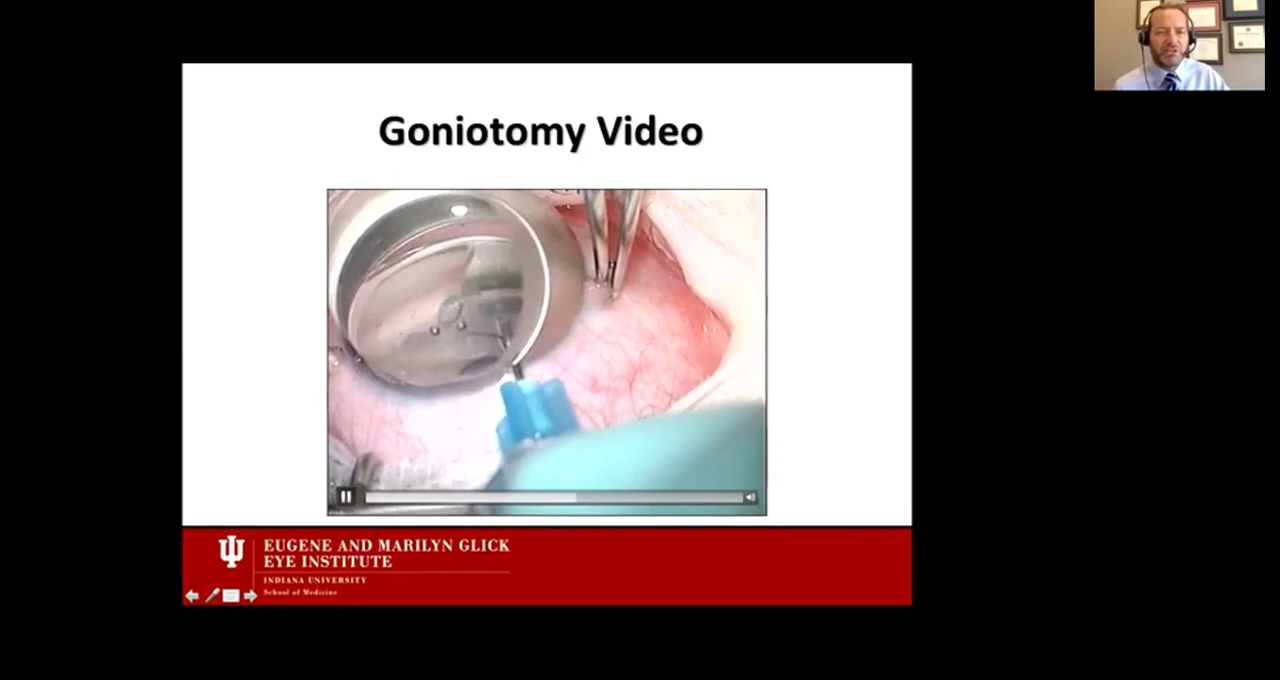 Goniotomy Video
EUGENE AND MARILYN GLICK
EYE INSTITUTE
INDIANA UNIVERSITY
School of Medicine